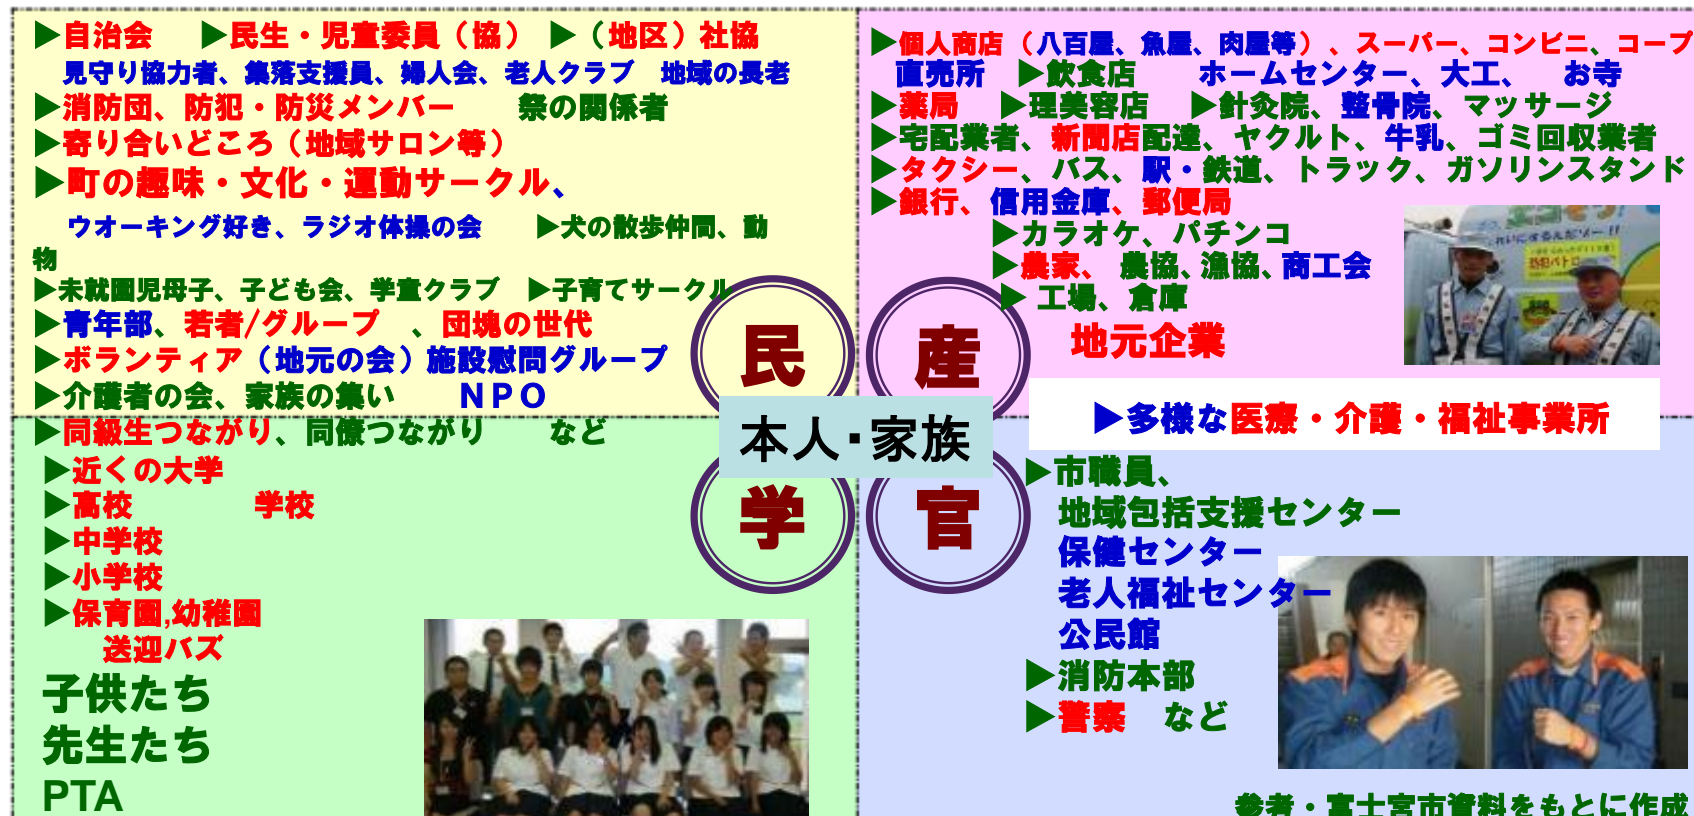 ▶自治会　▶民生・児童委員（協）　▶（地区）社協
見守り協力者、集落支援員、婦人会、老人クラブ　地域の長老
▶消防団、防犯・防災メンバー　　祭の関係者
▶寄り合いどころ（地域サロン等）
▶町の趣味・文化・運動サークル、
ウオーキング好き、ラジオ体操の会　　▶犬の散歩仲間、動
物
▶未就園児母子、子ども会、学童クラブ　▶子育てサークル
▶青年部、若者/グループ　、団塊の世代
▶ボランティア（地元の会）施設慰問グループ
▶介護者の会、家族の集い　　ＮＰＯ
▶同級生つながり、同僚つながり　　など
▶個人商店（八百屋、魚屋、肉屋等）、スーパー、コンビニ、コープ
直売所　▶飲食店　　ホームセンター、大工、　お寺
▶薬局　▶理美容店　▶針灸院、整骨院、マッサージ
▶宅配業者、新聞店配達、ヤクルト、牛乳、ゴミ回収業者
▶タクシー、バス、駅・鉄道、トラック、ガソリンスタンド
▶銀行、信用金庫、郵便局
▶カラオケ、パチンコ
▶農家、農協、漁協、商工会
▶工場、倉庫
地元企業
▶多様な医療・介護・福祉事業所
民
産
本人・家族
学
官
▶近くの大学
▶高校　　　　学校
▶中学校
▶小学校
▶保育園,幼稚園
送迎バズ
子供たち
先生たち
PTA
▶市職員、
地域包括支援センター
保健センター
老人福祉センター
公民館
▶消防本部
▶警察　など
参考・富士宮市資料をもとに作成